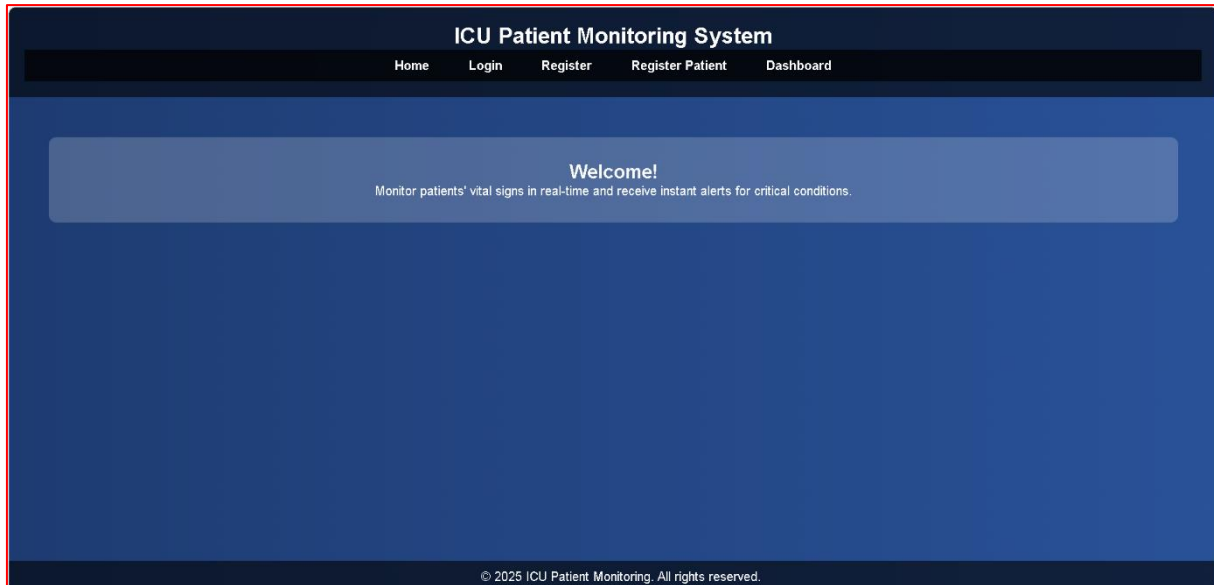 ICU Patient Monitoring System
Home Login Register Register Patient Dashboard
Welcome!
Monitor patients' vital signs in real-time and receive instant alerts for critical conditions.
© 2025 ICU Patient Monitoring. All rights reserved.